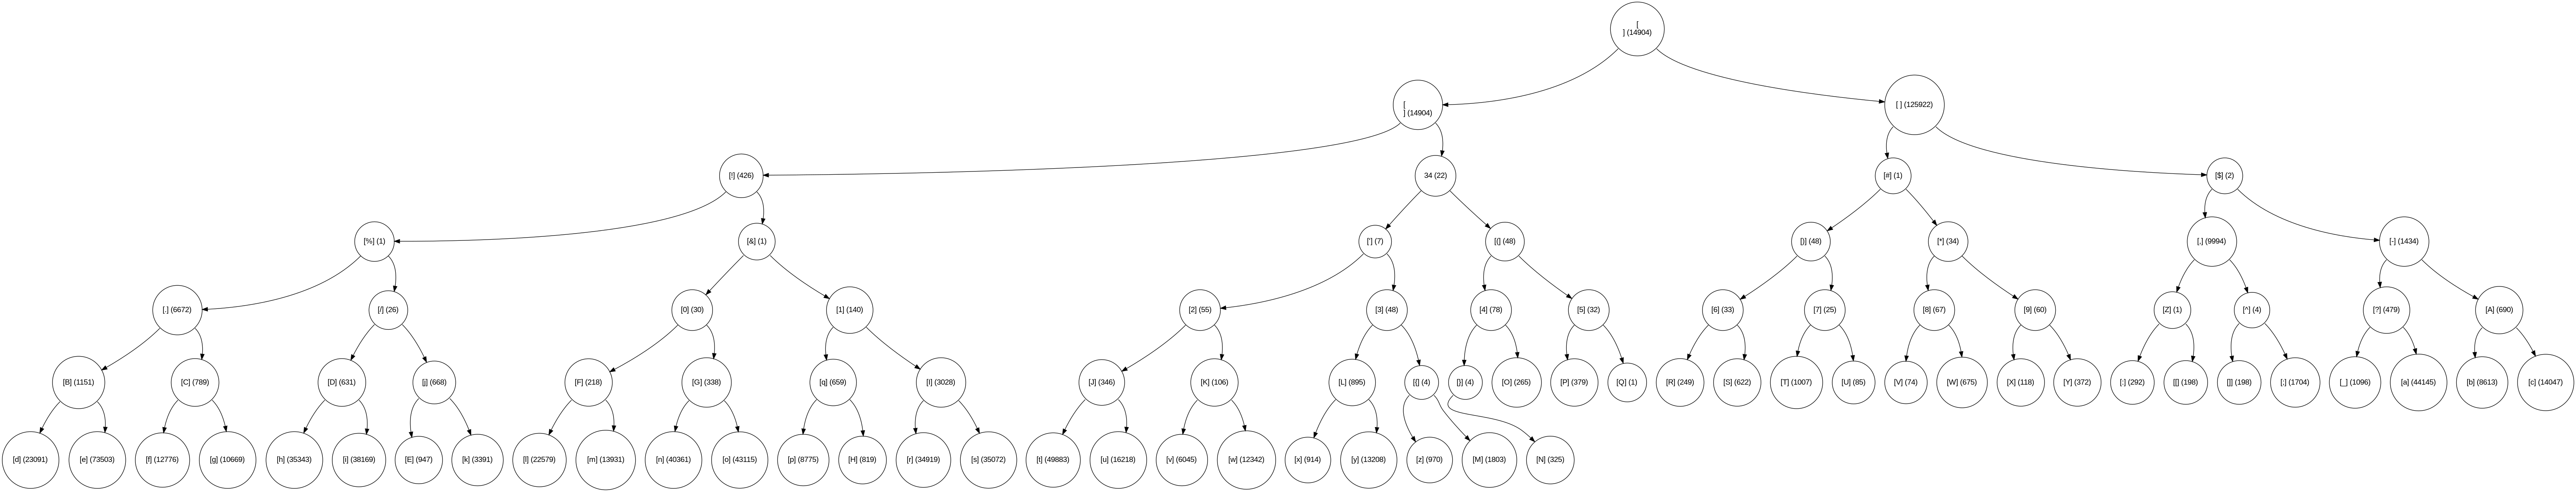 [
] (14904)
[
] (14904)
[ ] (125922)
[!] (426)
34 (22)
[#] (1)
[$] (2)
[%] (1)
[&] (1)
['] (7)
[(] (48)
[)] (48)
[*] (34)
[,] (9994)
[-] (1434)
[.] (6672)
[/] (26)
[0] (30)
[1] (140)
[2] (55)
[3] (48)
[4] (78)
[5] (32)
[6] (33)
[7] (25)
[8] (67)
[9] (60)
[Z] (1)
[^] (4)
[?] (479)
[A] (690)
[B] (1151)
[C] (789)
[D] (631)
[j] (668)
[F] (218)
[G] (338)
[q] (659)
[I] (3028)
[J] (346)
[K] (106)
[L] (895)
[{] (4)
[}] (4)
[O] (265)
[P] (379)
[Q] (1)
[R] (249)
[S] (622)
[T] (1007)
[U] (85)
[V] (74)
[W] (675)
[X] (118)
[Y] (372)
[:] (292)
[[] (198)
[]] (198)
[;] (1704)
[_] (1096)
[a] (44145)
[b] (8613)
[c] (14047)
[d] (23091)
[e] (73503)
[f] (12776)
[g] (10669)
[h] (35343)
[i] (38169)
[E] (947)
[k] (3391)
[l] (22579)
[m] (13931)
[n] (40361)
[o] (43115)
[p] (8775)
[H] (819)
[r] (34919)
[s] (35072)
[t] (49883)
[u] (16218)
[v] (6045)
[w] (12342)
[x] (914)
[y] (13208)
[z] (970)
[M] (1803)
[N] (325)